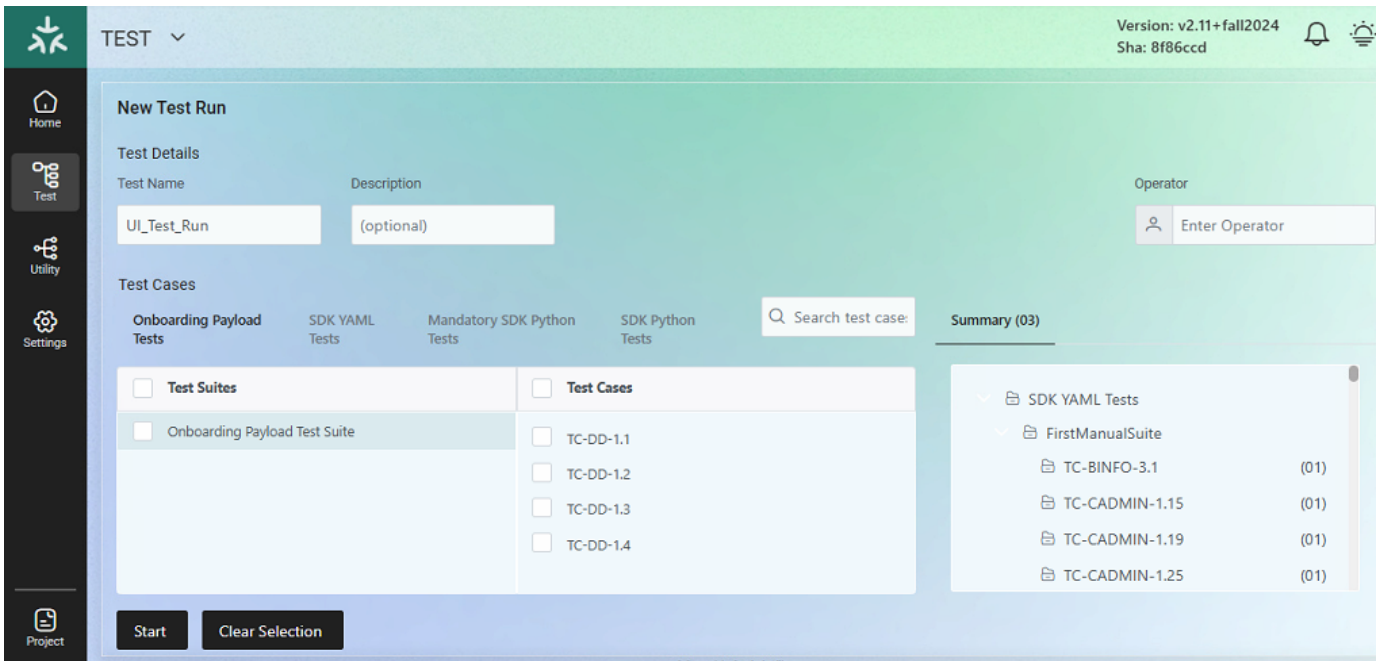 TEST
Version: v2.11+fall2024
Sha: 8f86ccd
Home
Test
Utility
Settings
Project
New Test Run
Test Details
Test Name
Description
Operator
UI_Test_Run
(optional)
Enter Operator
Test Cases
Onboarding Payload
Tests
SDK YAML
Tests
Mandatory SDK Python
Tests
SDK Python
Tests
Search test case:
Summary (03)
Test Suites
Test Cases
Onboarding Payload Test Suite
TC-DD-1.1
TC-DD-1.2
TC-DD-1.3
TC-DD-1.4
SDK YAML Tests
FirstManualSuite
TC-BINFO-3.1 (01)
TC-CADMIN-1.15 (01)
TC-CADMIN-1.19 (01)
TC-CADMIN-1.25 (01)
Start
Clear Selection